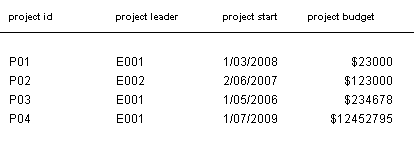 project id project leader project start project budget
P01 E001 1/03/2008 $23000
P02 E002 2/06/2007 $123000
P03 E001 1/05/2006 $234678
P04 E001 1/07/2009 $12452795